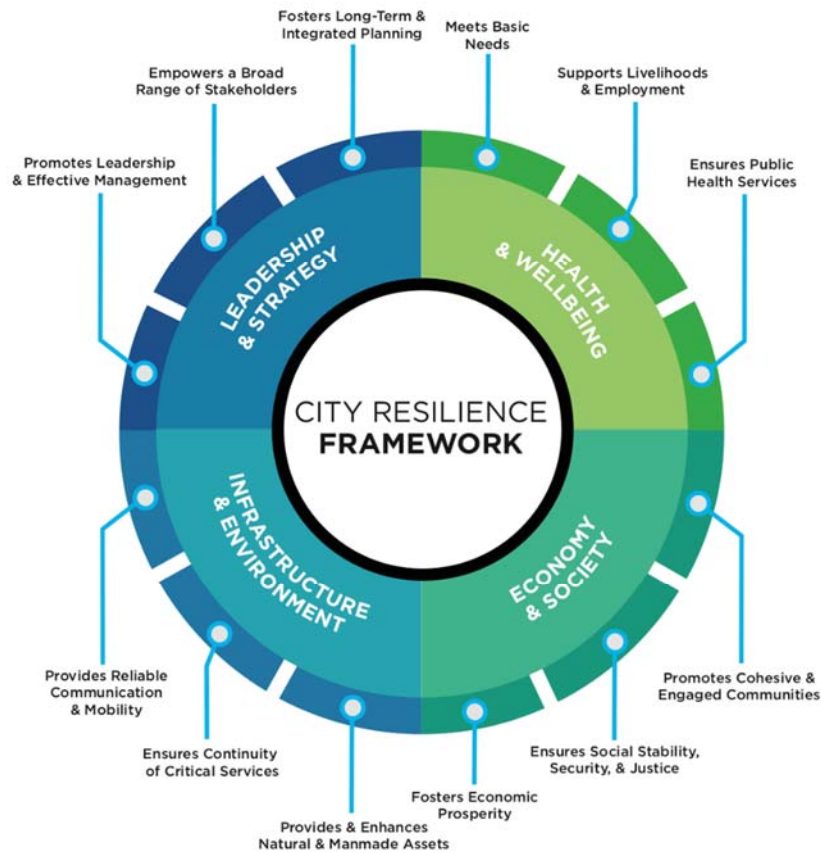 Fosters Long-Term &
Integrated Planning
Meets Basic
Needs
Empowers a Broad
Range of Stakeholders
Supports Livelihoods
& Employment
Promotes Leadership
& Effective Management
Ensures Public
Health Services
LEADERSHIP
& STRATEGY
HEALTH
& WELLBEING
CITY RESILIENCE
FRAMEWORK
INFRASTRUCTURE
& ENVIRONMENT
ECONOMY
& SOCIETY
Provides Reliable
Communication
& Mobility
Promotes Cohesive &
Engaged Communities
Ensures Continuity
of Critical Services
Ensures Social Stability,
Security, & Justice
Provides & Enhances
Natural & Manmade Assets
Fosters Economic
Prosperity